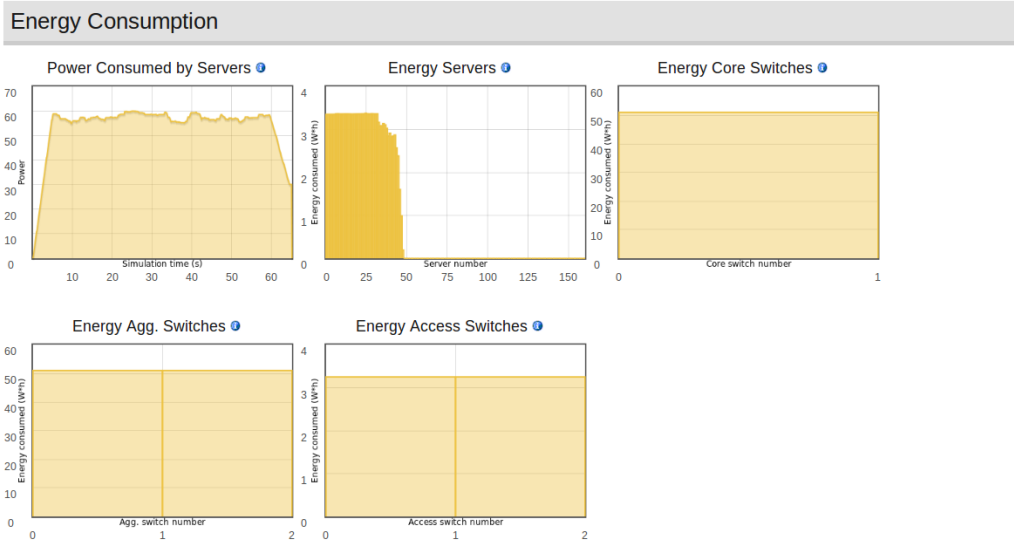 Energy Consumption
Power Consumed by Servers
70
60
50
40
30
20
10
0
Power
Simulation time (s)
10 20 30 40 50 60
Energy Servers
4
3
2
1
0
Energy consumed (W*h)
Server number
0 25 50 75 100 125 150
Energy Core Switches
60
50
40
30
20
10
0
Energy consumed (W*h)
Core switch number
0 1
Energy Agg. Switches
60
50
40
30
20
10
0
Energy consumed (W*h)
Agg. switch number
0 1 2
Energy Access Switches
4
3
2
1
0
Energy consumed (W*h)
Access switch number
0 1 2